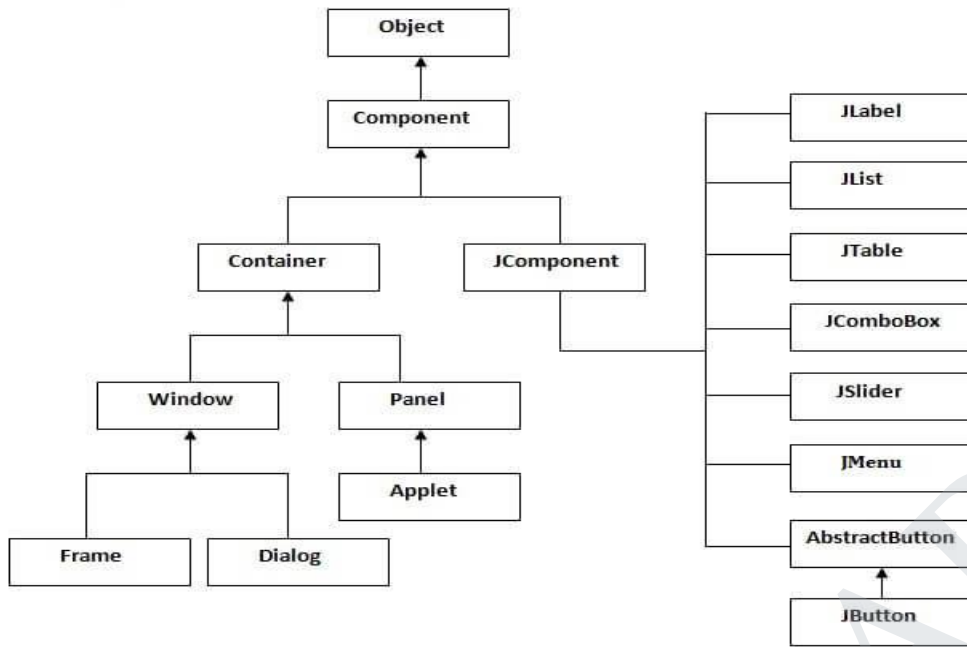 Object
Component
Container
JComponent
Window
Panel
Applet
Frame
Dialog
JLabel
JList
JTable
JComboBox
JSlider
JMenu
AbstractButton
JButton